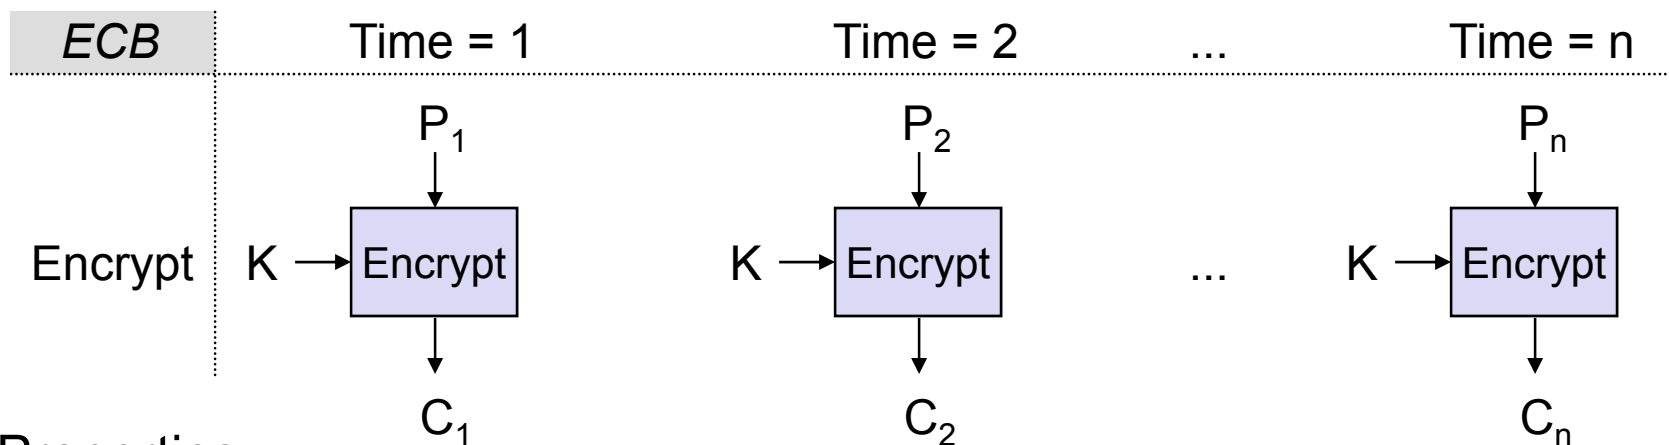 ECB Time = 1 Time = 2 ... Time = n
P1 P2 Pn
Encrypt K Encrypt K Encrypt ... K Encrypt
C1 C2 Cn